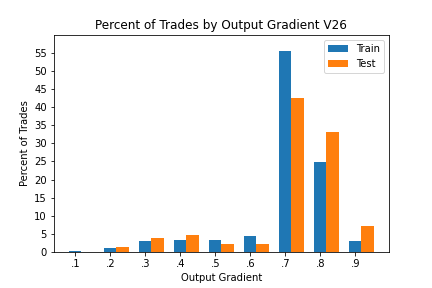 Percent of Trades by Output Gradient V26
Train
Test
Percent of Trades
55
50
45
40
35
30
25
20
15
10
5
0
.1 .2 .3 .4 .5 .6 .7 .8 .9
Output Gradient